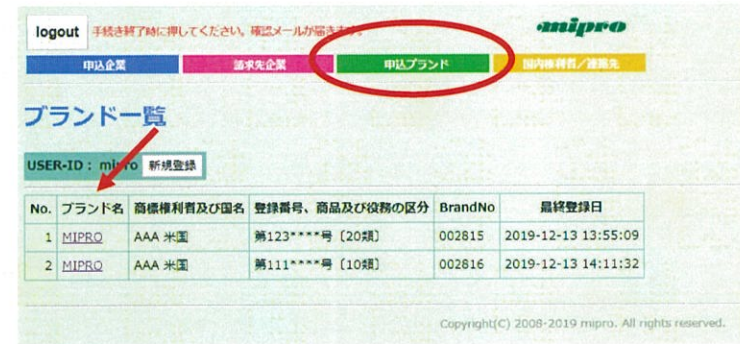 logout 手続き終了時に押してください。確認メールが届きます。
mipro
申込企業 請求先企業 申込ブランド 国内権利者/連絡先
ブランド一覧
USER-ID : mipro 新規登録
No. ブランド名 商標権利者及び国名 登録番号、商品及び役務の区分 BrandNo 最終登録日
1 MIPRO AAA 米国 第123****号〔20類〕 002815 2019-12-13 13:55:09
2 MIPRO AAA 米国 第111****号〔10類〕 002816 2019-12-13 14:11:32
Copyright(C) 2008-2019 mipro. All rights reserved.